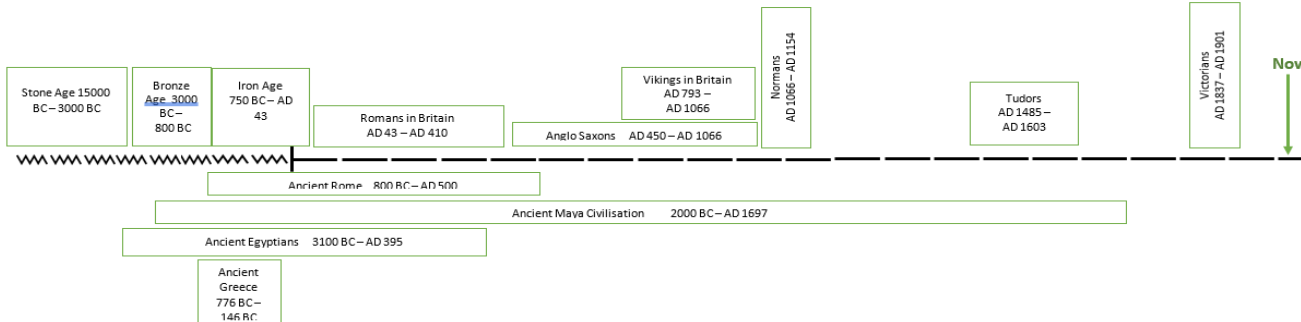 Stone Age 15000
BC – 3000 BC
Bronze
Age 3000
BC –
800 BC
Iron Age
750 BC – AD
43
Romans in Britain
AD 43 – AD 410
Vikings in Britain
AD 793 –
AD 1066
Anglo Saxons AD 450 – AD 1066
Normans
AD 1066 – AD 1154
Tudors
AD 1485 –
AD 1603
Victorians
AD 1837 – AD 1901
Now
Ancient Rome 800 BC – AD 500
Ancient Maya Civilisation 2000 BC – AD 1697
Ancient Egyptians 3100 BC – AD 395
Ancient
Greece
776 BC –
146 BC